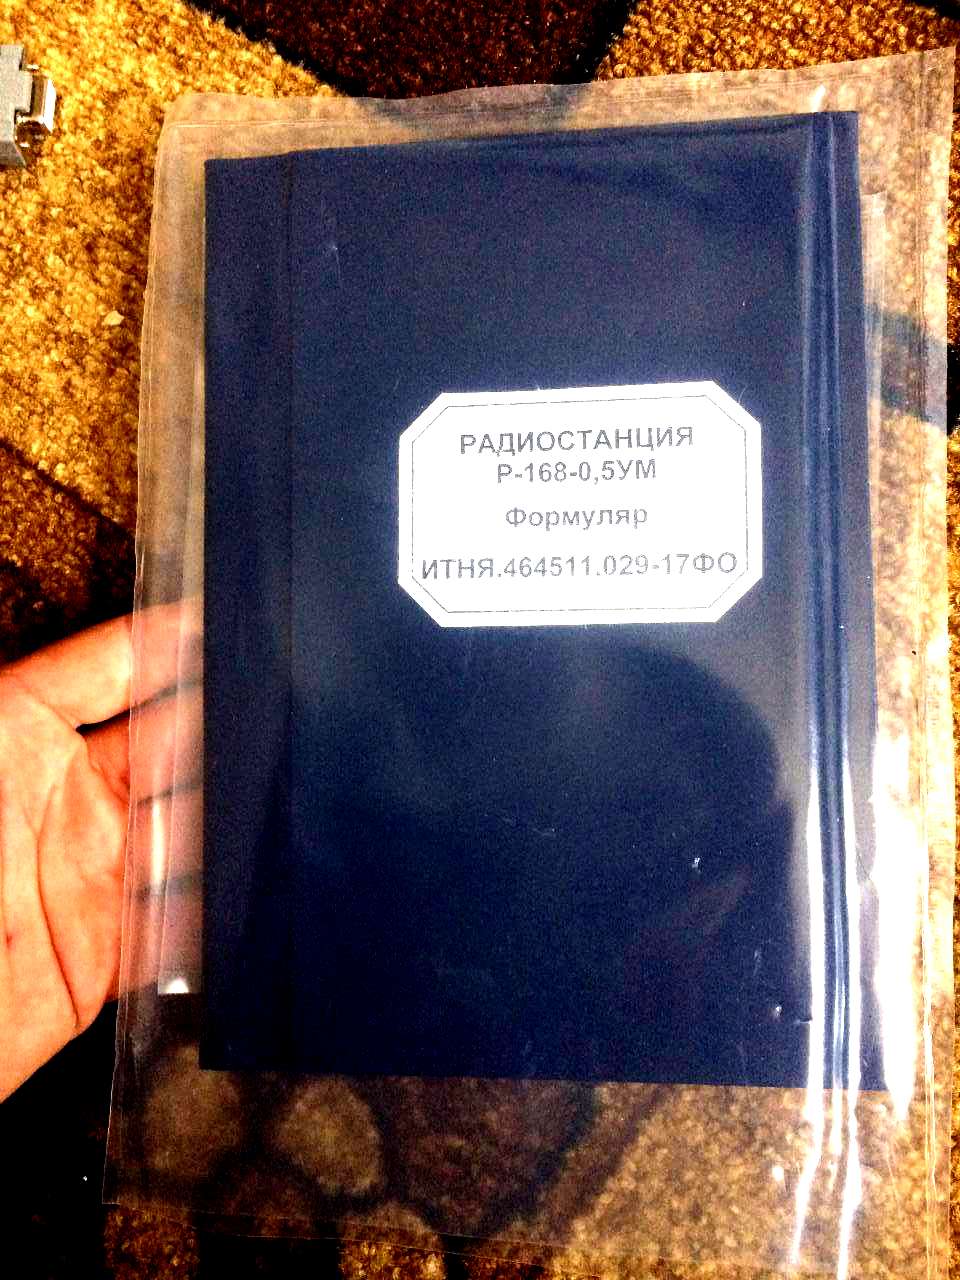 РАДИОСТАНЦИЯ
Р-168-0,5УМ
Формуляр
ИТНЯ.464511.029-17ФО